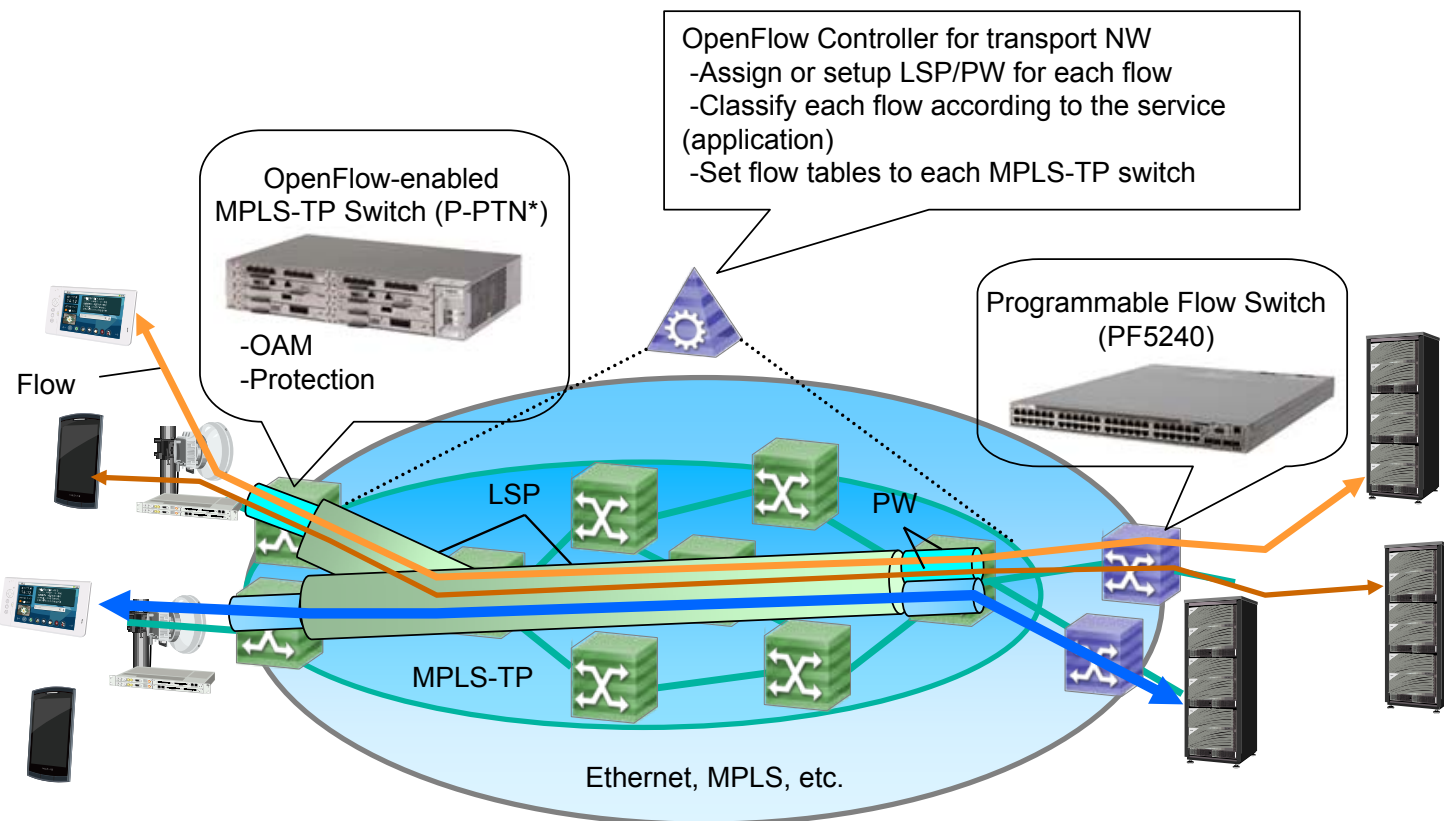 OpenFlow Controller for transport NW
-Assign or setup LSP/PW for each flow
-Classify each flow according to the service
(application)
-Set flow tables to each MPLS-TP switch
OpenFlow-enabled
MPLS-TP Switch (P-PTN*)
-OAM
-Protection
Programmable Flow Switch
(PF5240)
Flow
LSP
PW
MPLS-TP
Ethernet, MPLS, etc.